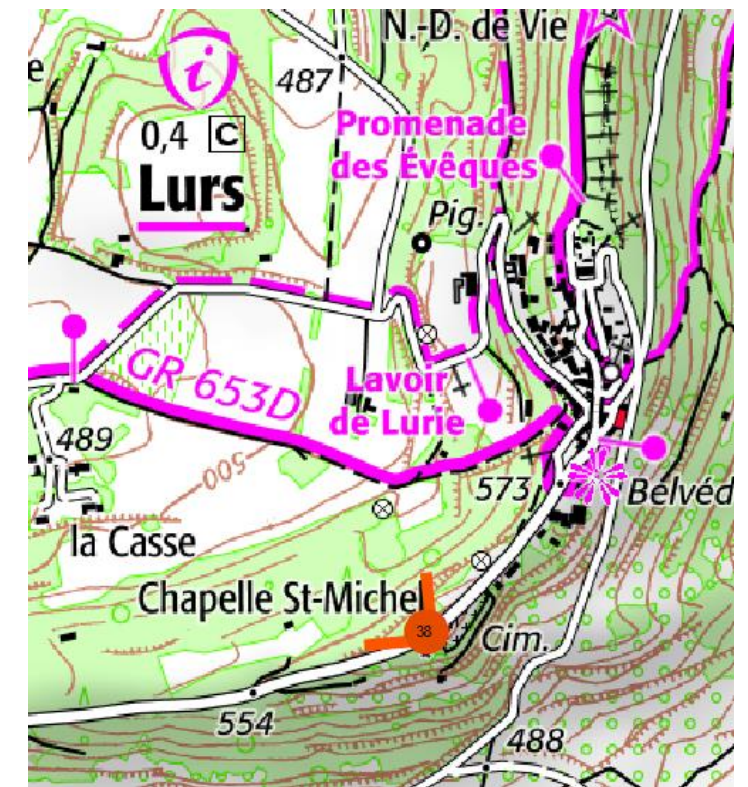 N.-D. de Vie
e
i
487
0,4 C
Promenade
des Évêques
Lurs
Pig.
GR 653D
Lavoir
de Lurie
489
500
573
Bélvéd
la Casse
Chapelle St-Michel
38
Cim.
554
488